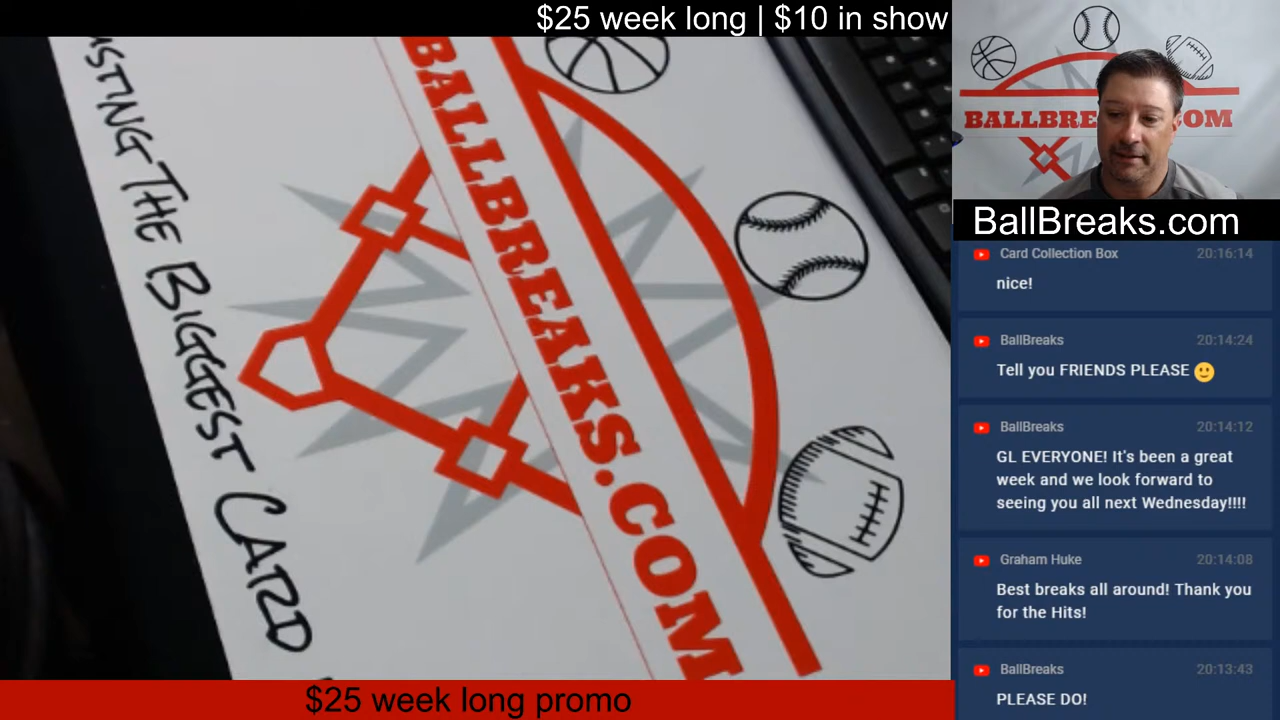 $25 week long | $10 in show
BALLBREAKS.COM
THE BIGGEST CARD
$25 week long promo
BallBreaks.com
Card Collection Box 20:16:14
nice!
BallBreaks 20:14:24
Tell you FRIENDS PLEASE 🙂
BallBreaks 20:14:12
GL EVERYONE! It's been a great
week and we look forward to
seeing you all next Wednesday!!!!
Graham Huke 20:14:08
Best breaks all around! Thank you
for the Hits!
BallBreaks 20:13:43
PLEASE DO!